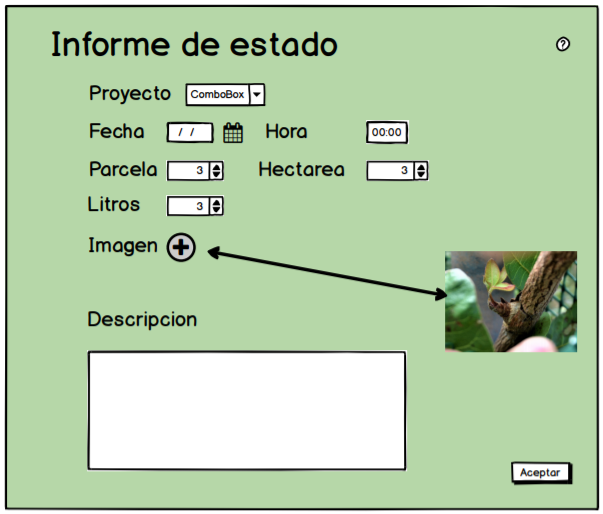 Informe de estado
?
Proyecto ComboBox
Fecha / / Hora 00:00
Parcela 3 Hectarea 3
Litros 3
Imagen
Descripcion
Aceptar